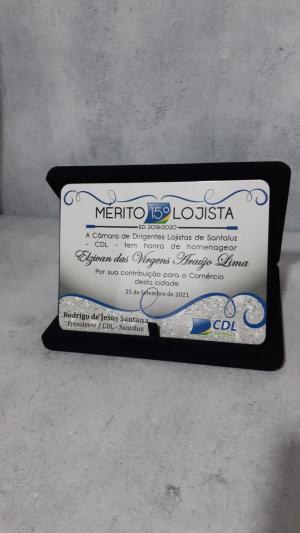 MÉRITO 15º LOJISTA
ED 2019/2020
A Câmara de Dirigentes Lojistas de Santaluz
- CDL - tem honra de homenagear
Elzivan das Virgens Araújo Lima
Por sua contribuição para o Comércio
desta cidade.
25 de Setembro de 2021
Rodrigo de Jesus Santana
Presidente / CDL - Santaluz
CDL